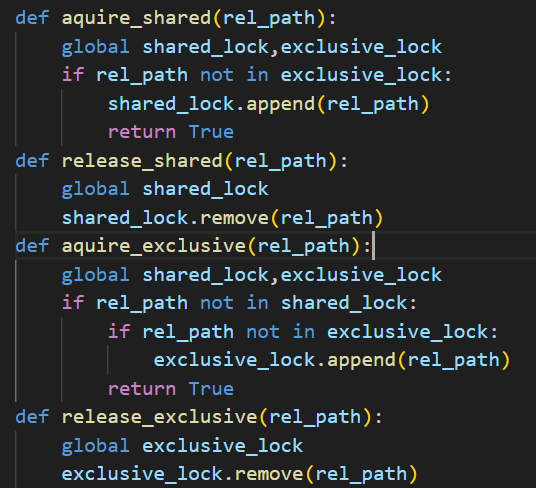 def aquire_shared(rel_path):
    global shared_lock,exclusive_lock
    if rel_path not in exclusive_lock:
        shared_lock.append(rel_path)
        return True
def release_shared(rel_path):
    global shared_lock
    shared_lock.remove(rel_path)
def aquire_exclusive(rel_path):
    global shared_lock,exclusive_lock
    if rel_path not in shared_lock:
        if rel_path not in exclusive_lock:
            exclusive_lock.append(rel_path)
        return True
def release_exclusive(rel_path):
    global exclusive_lock
    exclusive_lock.remove(rel_path)